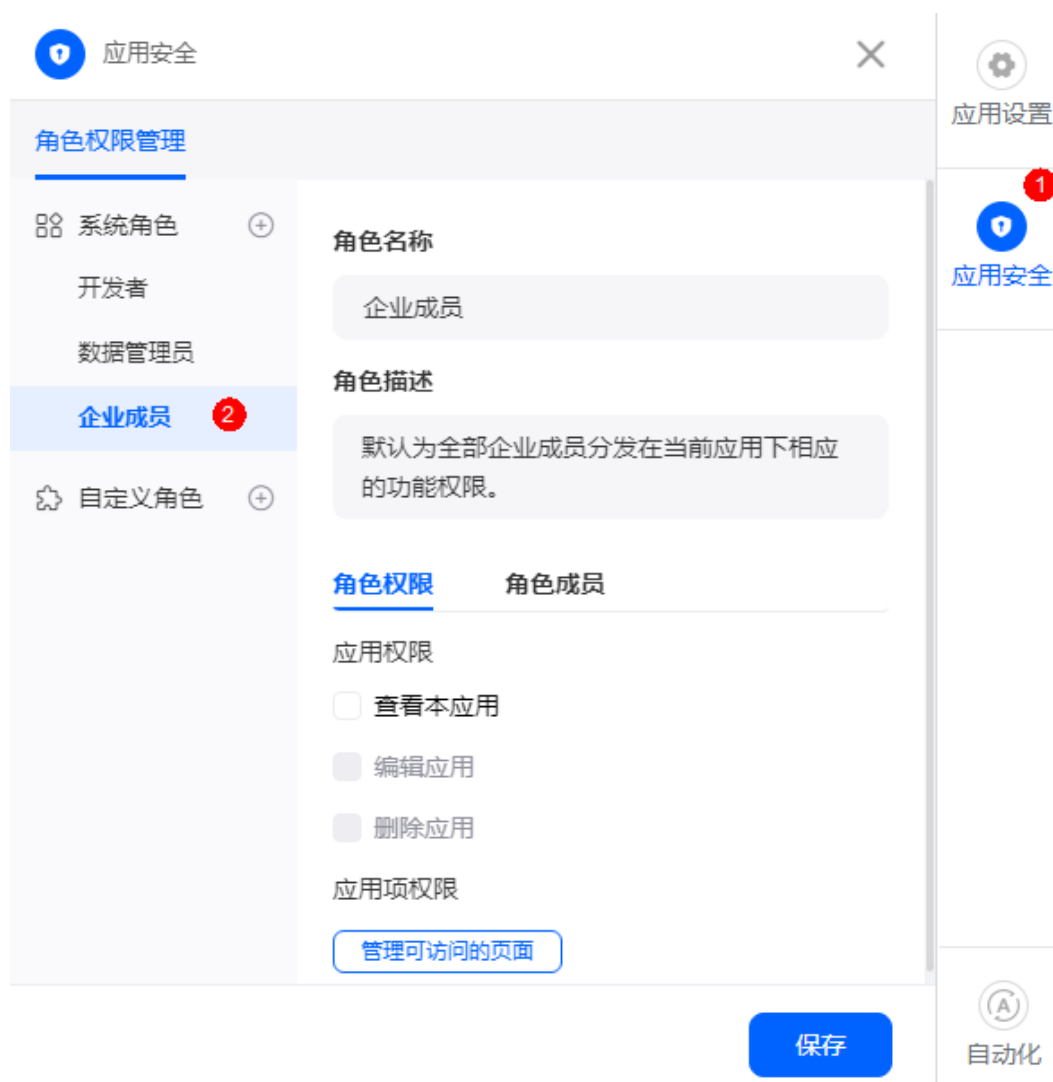 应用安全
应用设置
角色权限管理
1
应用安全
系统角色
开发者
数据管理员
企业成员
2
自定义角色
角色名称
企业成员
角色描述
默认为全部企业成员分发在当前应用下相应
的功能权限。
角色权限 角色成员
应用权限
查看本应用
编辑应用
删除应用
应用项权限
管理可访问的页面
保存
A
自动化